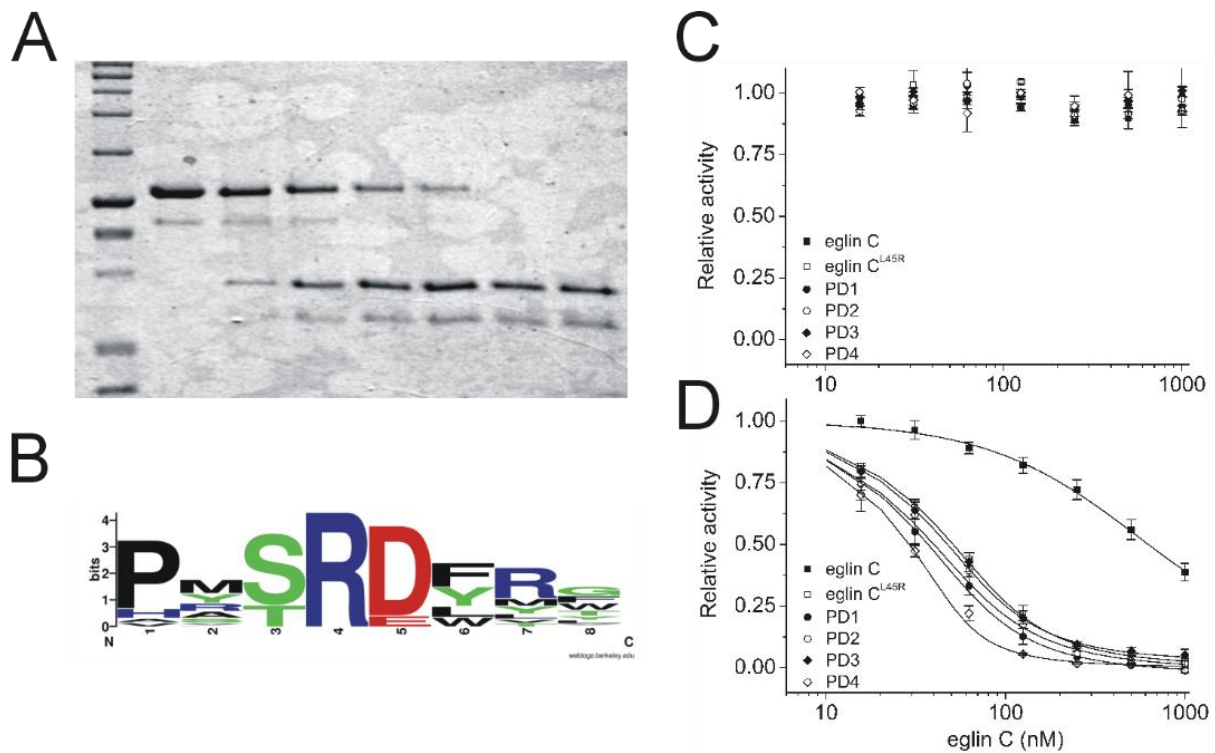 A
B
4
3
2
1
0
bits
P M S R D F R G
H R T E Y
A L
W
N 1 2 3 4 5 6 7 8 C
weblogo.berkeley.edu
C
1.00
0.75
0.50
0.25
0.00
Relative activity
eglin C
eglin C^L45R
PD1
PD2
PD3
PD4
10 100 1000
D
1.00
0.75
0.50
0.25
0.00
Relative activity
eglin C
eglin C^L45R
PD1
PD2
PD3
PD4
10 100 1000
eglin C (nM)